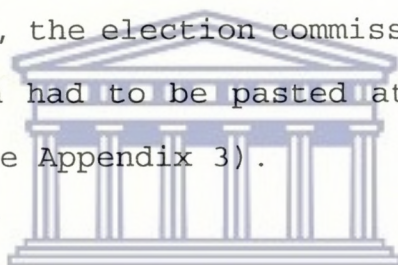 , the election commiss
had to be pasted at
e Appendix 3).